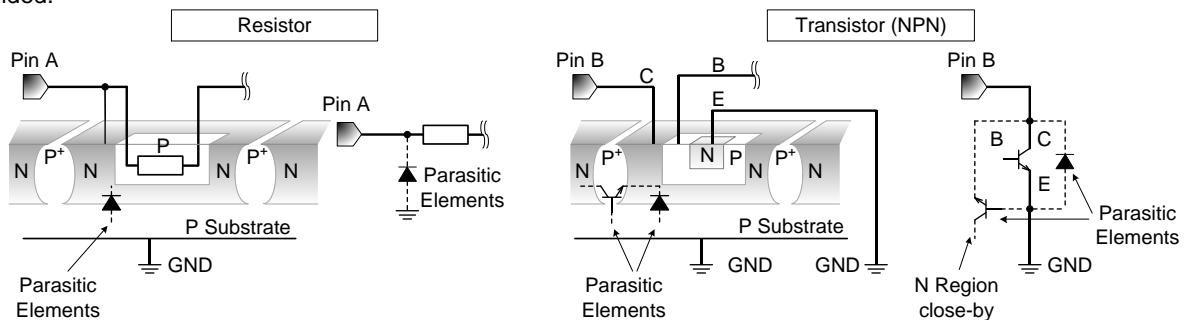 Resistor
Transistor (NPN)
Pin A
Pin A
N
P+
N
P
N
P+
N
Parasitic
Elements
P Substrate
GND
Parasitic
Elements
Pin B
C
B
E
N
P+
N
N
P
N
P+
N
P Substrate
GND
GND
Parasitic
Elements
Pin B
B
C
E
Parasitic
Elements
GND
N Region
close-by